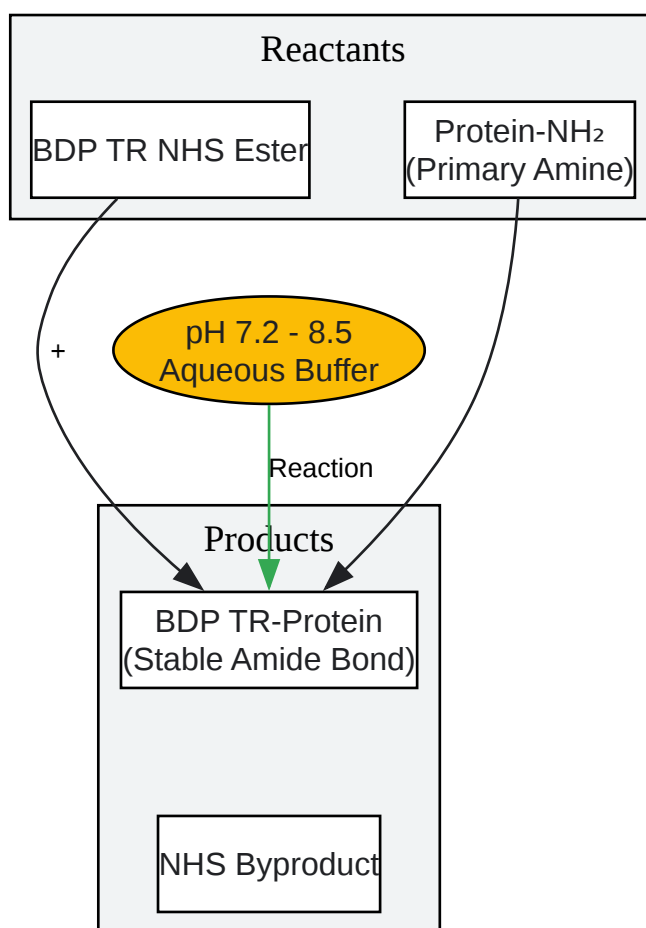 Reactants
BDP TR NHS Ester
Protein-NH₂
(Primary Amine)
+
pH 7.2 - 8.5
Aqueous Buffer
Reaction
Products
BDP TR-Protein
(Stable Amide Bond)
NHS Byproduct